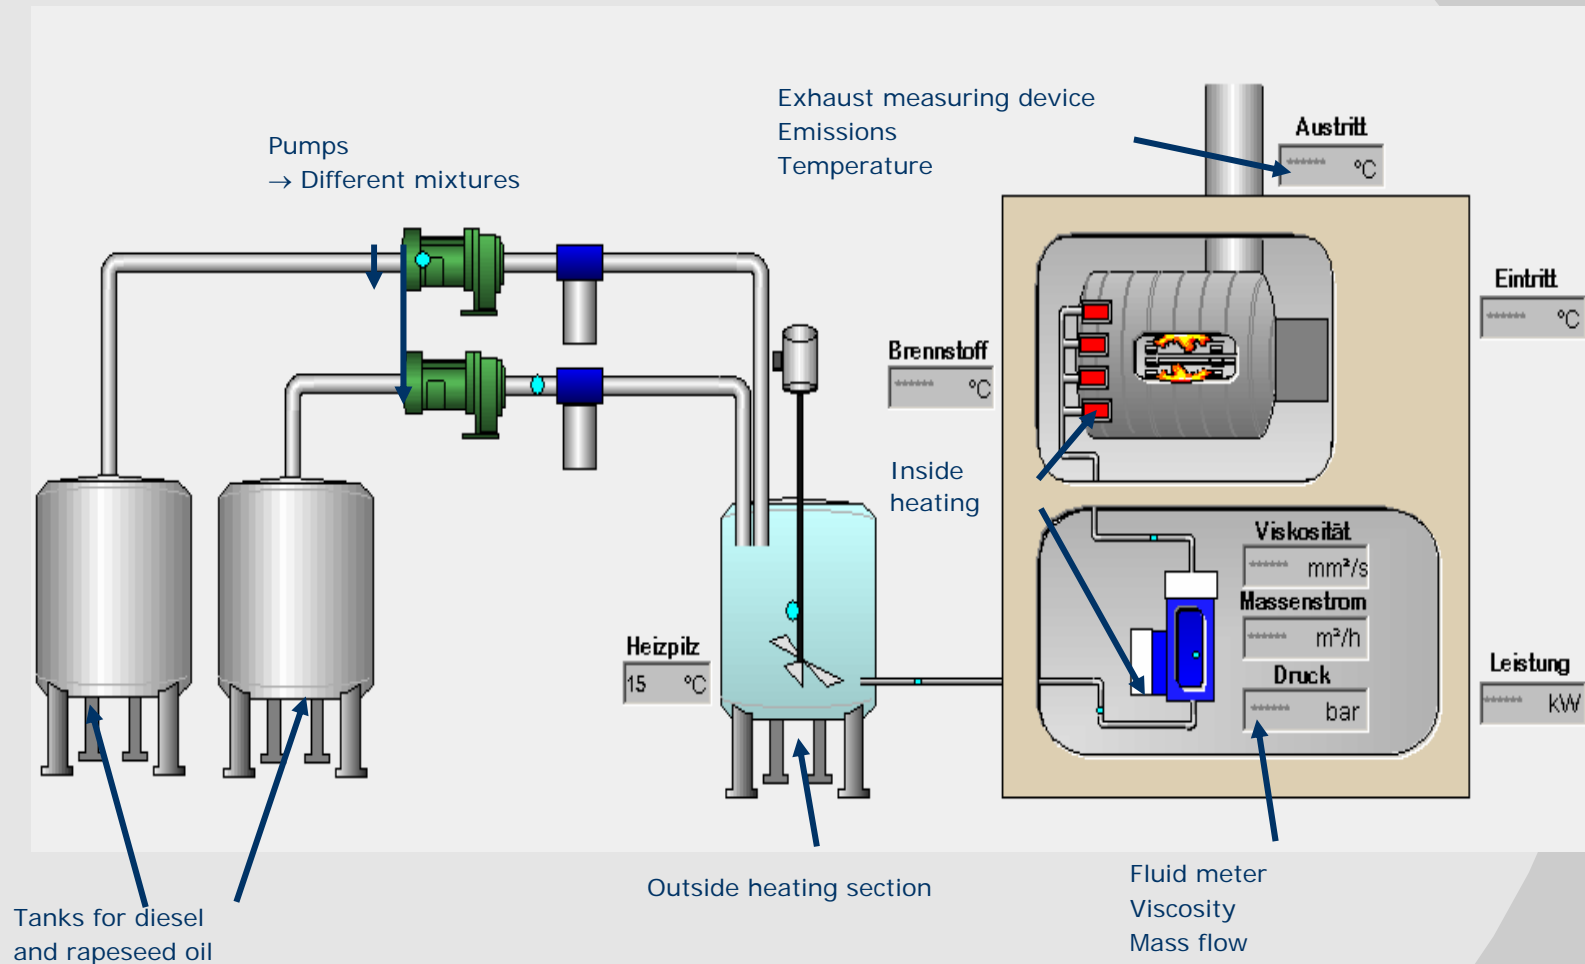 Exhaust measuring device
Emissions
Temperature
Austritt
****** °C
Pumps
→ Different mixtures
Eintritt
****** °C
Brennstoff
****** °C
Inside
heating
Viskosität
****** mm²/s
Massenstrom
****** m²/h
Druck
****** bar
Heizpilz
15 °C
Leistung
****** kW
Outside heating section
Fluid meter
Viscosity
Mass flow
Tanks for diesel
and rapeseed oil